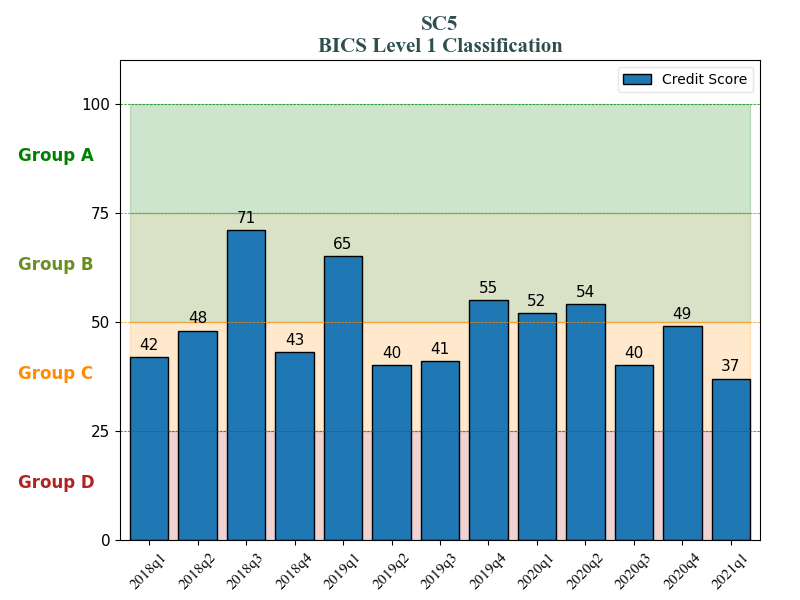 SC5
BICS Level 1 Classification
Credit Score
100
Group A
75
71
65
Group B
55
52
54
50
48
49
42
43
40
41
40
37
Group C
25
Group D
0
2018q1
2018q2
2018q3
2018q4
2019q1
2019q2
2019q3
2019q4
2020q1
2020q2
2020q3
2020q4
2021q1